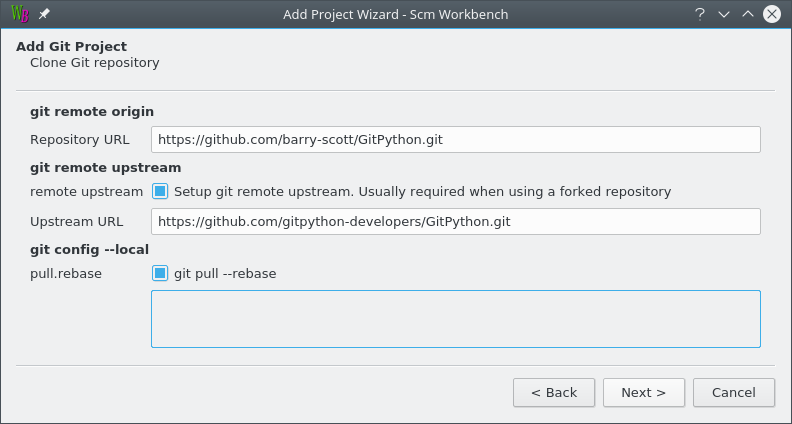 Add Project Wizard - Scm Workbench
Add Git Project
Clone Git repository
git remote origin
Repository URL https://github.com/barry-scott/GitPython.git
git remote upstream
remote upstream Setup git remote upstream. Usually required when using a forked repository
Upstream URL https://github.com/gitpython-developers/GitPython.git
git config --local
pull.rebase git pull --rebase
< Back Next > Cancel